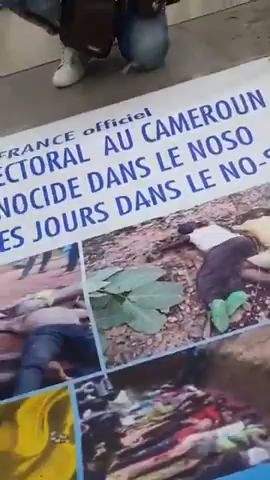 FRANCE officiel
ECTORAL AU CAMEROUN
NOCIDE DANS LE NOSO
ES JOURS DANS LE NO-S